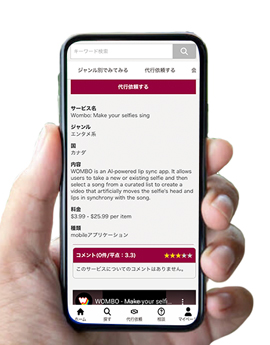 キーワード検索
ジャンル別でみてみる 代行依頼する
代行依頼する
サービス名
Wombo: Make your selfies sing
ジャンル
エンタメ系
国
カナダ
内容
WOMBO is an AI-powered lip sync app. It allows
users to take a new or existing selfie and then
select a song from a curated list to create a
video that artificially moves the selfie's head and
lips in synchrony with the song.
料金
$3.99 - $25.99 per item
種類
mobileアプリケーション
コメント(0件/平点：3.3) ★★★★★
このサービスについてのコメントはありません。
WOMBO - Make your selfi...
ホーム 探す 代行依頼 相談 マイページ